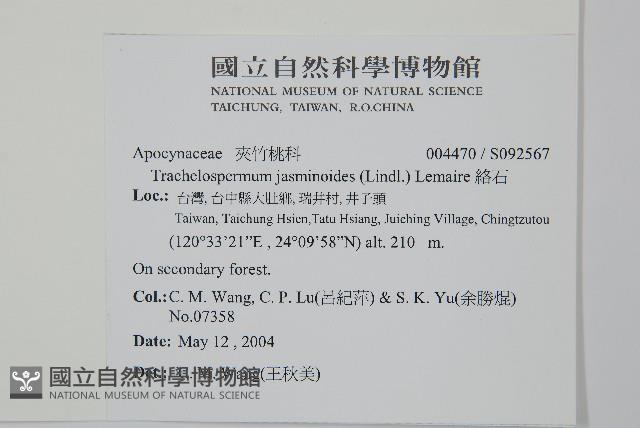 國立自然科學博物館
NATIONAL MUSEUM OF NATURAL SCIENCE
TAICHUNG, TAIWAN, R.O.CHINA
Apocynaceae 夾竹桃科 004470 / S092567
Trachelospermum jasminoides (Lindl.) Lemaire 絡石
Loc.: 台灣, 台中縣大肚鄉, 瑞井村, 井子頭
Taiwan, Taichung Hsien,Tatu Hsiang, Juiching Village, Chingtzutou
(120°33'21"E , 24°09'58"N) alt. 210 m.
On secondary forest.
Col.: C. M. Wang, C. P. Lu(呂紀萍) & S. K. Yu(余勝焜)
No.07358
Date: May 12 , 2004
(王秋美)
國立自然科學博物館
NATIONAL MUSEUM OF NATURAL SCIENCE